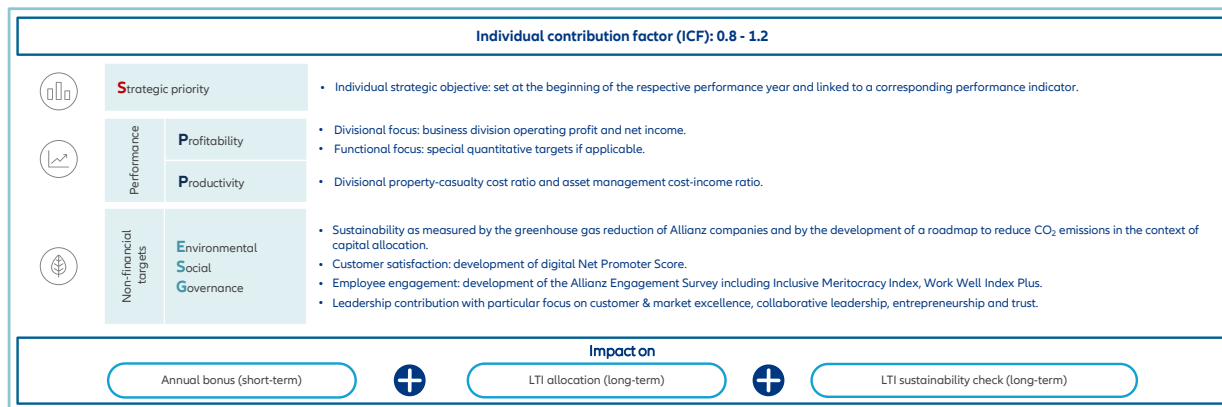 Individual contribution factor (ICF): 0.8 - 1.2
Strategic priority
• Individual strategic objective: set at the beginning of the respective performance year and linked to a corresponding performance indicator.
Performance
Profitability
• Divisional focus: business division operating profit and net income.
• Functional focus: special quantitative targets if applicable.
Productivity
• Divisional property-casualty cost ratio and asset management cost-income ratio.
Non-financial
targets
Environmental
Social
Governance
• Sustainability as measured by the greenhouse gas reduction of Allianz companies and by the development of a roadmap to reduce CO₂ emissions in the context of
capital allocation.
• Customer satisfaction: development of digital Net Promoter Score.
• Employee engagement: development of the Allianz Engagement Survey including Inclusive Meritocracy Index, Work Well Index Plus.
• Leadership contribution with particular focus on customer & market excellence, collaborative leadership, entrepreneurship and trust.
Impact on
Annual bonus (short-term) + LTI allocation (long-term) + LTI sustainability check (long-term)